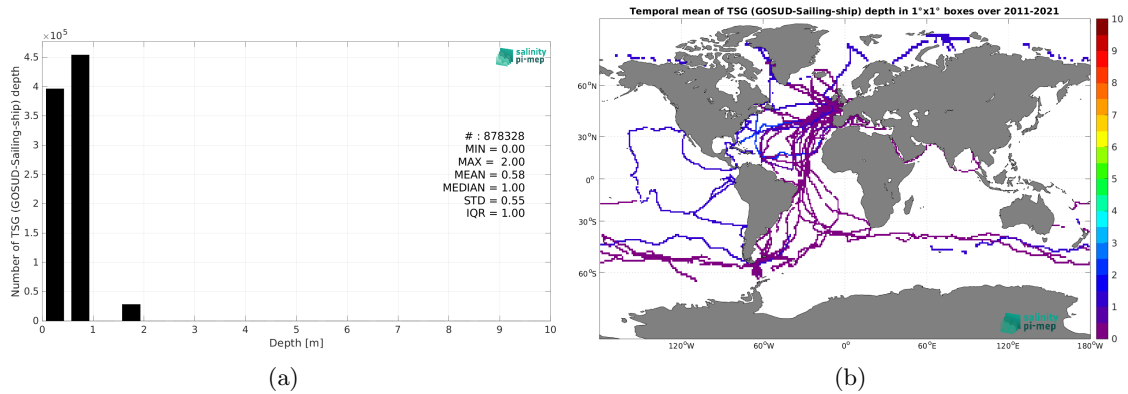 ×10⁵
4.5
4
3.5
3
2.5
2
1.5
1
0.5
0
Number of TSG (GOSUD-Sailing-ship) depth
salinity
pi-mep
# : 878328
MIN = 0.00
MAX = 2.00
MEAN = 0.58
MEDIAN = 1.00
STD = 0.55
IQR = 1.00
0 1 2 3 4 5 6 7 8 9 10
Depth [m]
(a)
Temporal mean of TSG (GOSUD-Sailing-ship) depth in 1°x1° boxes over 2011-2021
60°N
30°N
0°
30°S
60°S
120°W 60°W 0° 60°E 120°E 180°W
salinity
pi-mep
10
9
8
7
6
5
4
3
2
1
0
(b)